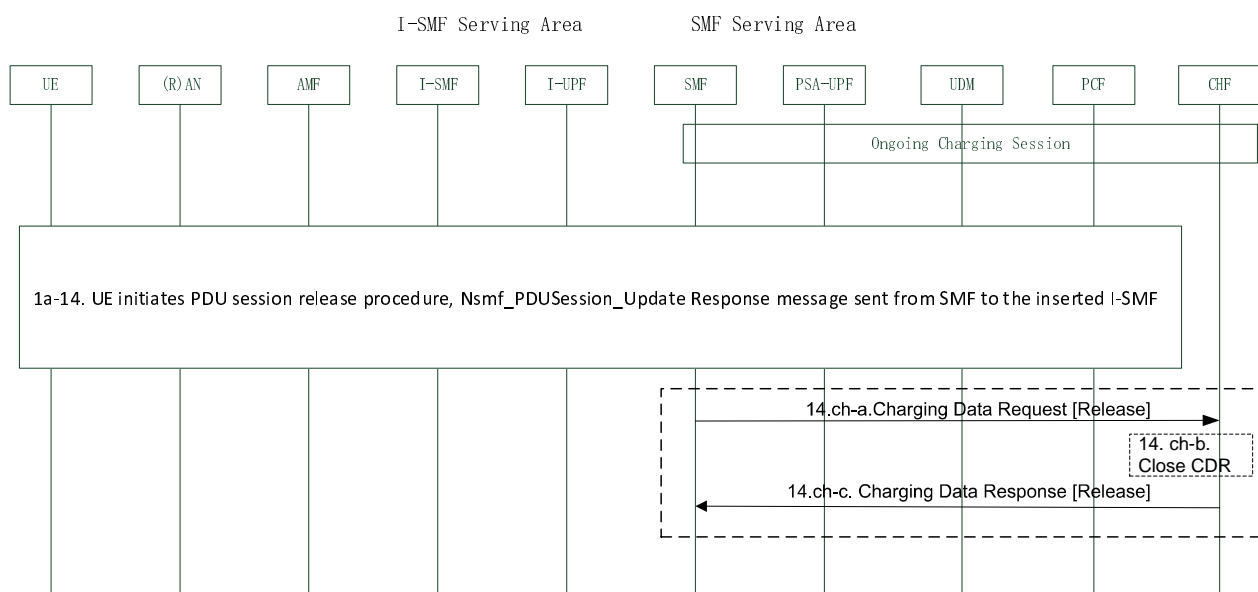 I-SMF Serving Area
SMF Serving Area
UE
(R)AN
AMF
I-SMF
I-UPF
SMF
PSA-UPF
UDM
PCF
CHF
Ongoing Charging Session
1a-14. UE initiates PDU session release procedure, Nsmf_PDUSession_Update Response message sent from SMF to the inserted I-SMF
14.ch-a.Charging Data Request [Release]
14. ch-b.
Close CDR
14.ch-c. Charging Data Response [Release]